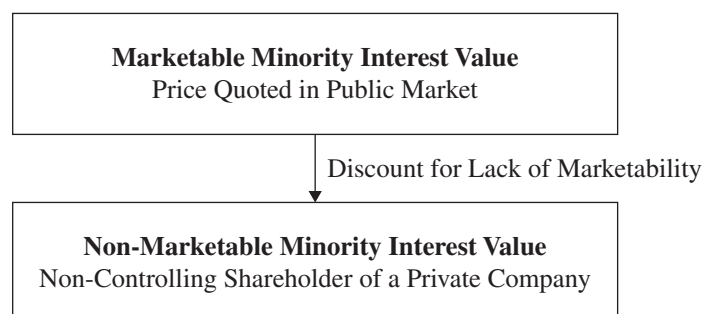 Marketable Minority Interest Value
Price Quoted in Public Market
Discount for Lack of Marketability
Non-Marketable Minority Interest Value
Non-Controlling Shareholder of a Private Company